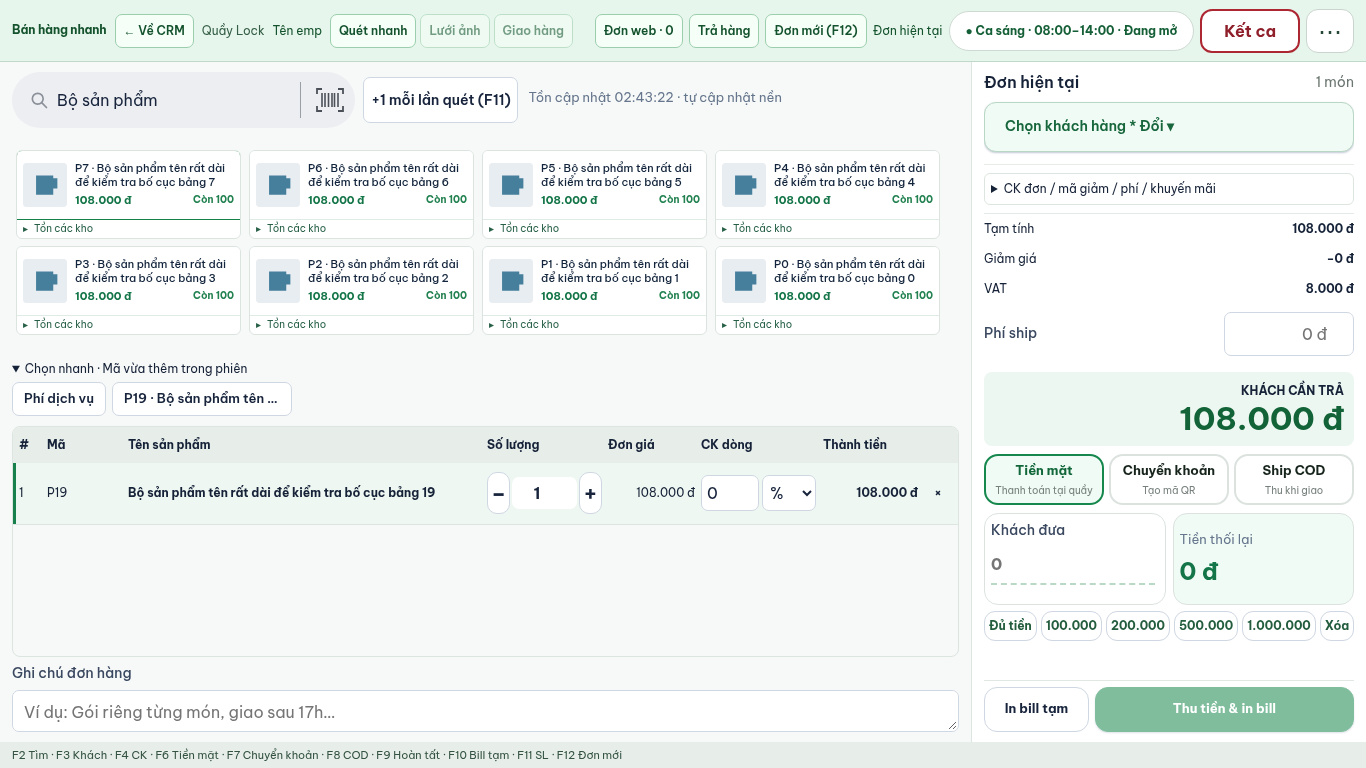 Bán hàng nhanh
← Về CRM
Quầy Lock
Tên emp
Quét nhanh
Lưới ảnh
Giao hàng
Đơn web · 0
Trả hàng
Đơn mới (F12)
Đơn hiện tại
● Ca sáng · 08:00–14:00 · Đang mở
Kết ca
...
Bộ sản phẩm
+1 mỗi lần quét (F11)
Tồn cập nhật 02:43:22 · tự cập nhật nền
P7 · Bộ sản phẩm tên rất dài
để kiểm tra bố cục bảng 7
108.000 đ
Còn 100
▸ Tồn các kho
P6 · Bộ sản phẩm tên rất dài
để kiểm tra bố cục bảng 6
108.000 đ
Còn 100
▸ Tồn các kho
P5 · Bộ sản phẩm tên rất dài
để kiểm tra bố cục bảng 5
108.000 đ
Còn 100
▸ Tồn các kho
P4 · Bộ sản phẩm tên rất dài
để kiểm tra bố cục bảng 4
108.000 đ
Còn 100
▸ Tồn các kho
P3 · Bộ sản phẩm tên rất dài
để kiểm tra bố cục bảng 3
108.000 đ
Còn 100
▸ Tồn các kho
P2 · Bộ sản phẩm tên rất dài
để kiểm tra bố cục bảng 2
108.000 đ
Còn 100
▸ Tồn các kho
P1 · Bộ sản phẩm tên rất dài
để kiểm tra bố cục bảng 1
108.000 đ
Còn 100
▸ Tồn các kho
P0 · Bộ sản phẩm tên rất dài
để kiểm tra bố cục bảng 0
108.000 đ
Còn 100
▸ Tồn các kho
▼ Chọn nhanh · Mã vừa thêm trong phiên
Phí dịch vụ
P19 · Bộ sản phẩm tên ...
# Mã Tên sản phẩm Số lượng Đơn giá CK dòng Thành tiền
1 P19 Bộ sản phẩm tên rất dài để kiểm tra bố cục bảng 19 − 1 + 108.000 đ 0 % 108.000 đ ×
Ghi chú đơn hàng
Ví dụ: Gói riêng từng món, giao sau 17h...
Đơn hiện tại
1 món
Chọn khách hàng * Đổi ▾
▶ CK đơn / mã giảm / phí / khuyến mãi
Tạm tính 108.000 đ
Giảm giá -0 đ
VAT 8.000 đ
Phí ship 0 đ
KHÁCH CẦN TRẢ
108.000 đ
Tiền mặt
Thanh toán tại quầy
Chuyển khoản
Tạo mã QR
Ship COD
Thu khi giao
Khách đưa
0
Tiền thối lại
0 đ
Đủ tiền
100.000
200.000
500.000
1.000.000
Xóa
In bill tạm
Thu tiền & in bill
F2 Tìm · F3 Khách · F4 CK · F6 Tiền mặt · F7 Chuyển khoản · F8 COD · F9 Hoàn tất · F10 Bill tạm · F11 SL · F12 Đơn mới